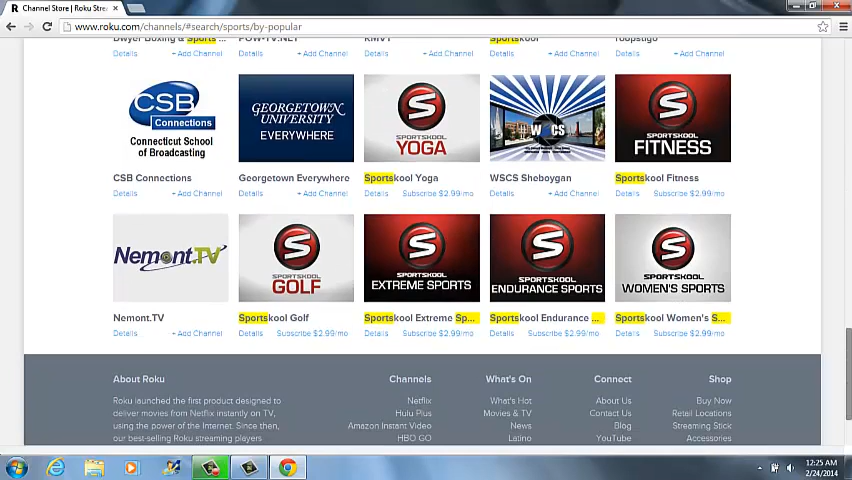 Channel Store | Roku Stre
www.roku.com/channels/#search/sports/by-popular
Dwyer Boxing & Sports ... POW-TV.NET KMVT Sportskool Toopstigo
Details + Add Channel Details + Add Channel Details + Add Channel Details + Add Channel Details + Add Channel
CSB
Connections
Connecticut School
of Broadcasting
GEORGETOWN
UNIVERSITY
EVERYWHERE
S
SPORTSKOOL
YOGA
WSCS
S
SPORTSKOOL
FITNESS
CSB Connections Georgetown Everywhere Sportskool Yoga WSCS Sheboygan Sportskool Fitness
Details + Add Channel Details + Add Channel Details Subscribe $2.99/mo Details + Add Channel Details Subscribe $2.99/mo
Nemont.TV
S
SPORTSKOOL
GOLF
S
SPORTSKOOL
EXTREME SPORTS
S
SPORTSKOOL
ENDURANCE SPORTS
S
SPORTSKOOL
WOMEN'S SPORTS
Nemont.TV Sportskool Golf Sportskool Extreme Sp... Sportskool Endurance ... Sportskool Women's S...
Details + Add Channel Details Subscribe $2.99/mo Details Subscribe $2.99/mo Details Subscribe $2.99/mo Details Subscribe $2.99/mo
About Roku
Roku launched the first product designed to
deliver movies from Netflix instantly on TV,
using the power of the Internet. Since then,
our best-selling Roku streaming players
Channels
Netflix
Hulu Plus
Amazon Instant Video
HBO GO
What's On
What's Hot
Movies & TV
News
Latino
Connect
About Us
Contact Us
Blog
YouTube
Shop
Buy Now
Retail Locations
Streaming Stick
Accessories
12:25 AM
2/24/2014